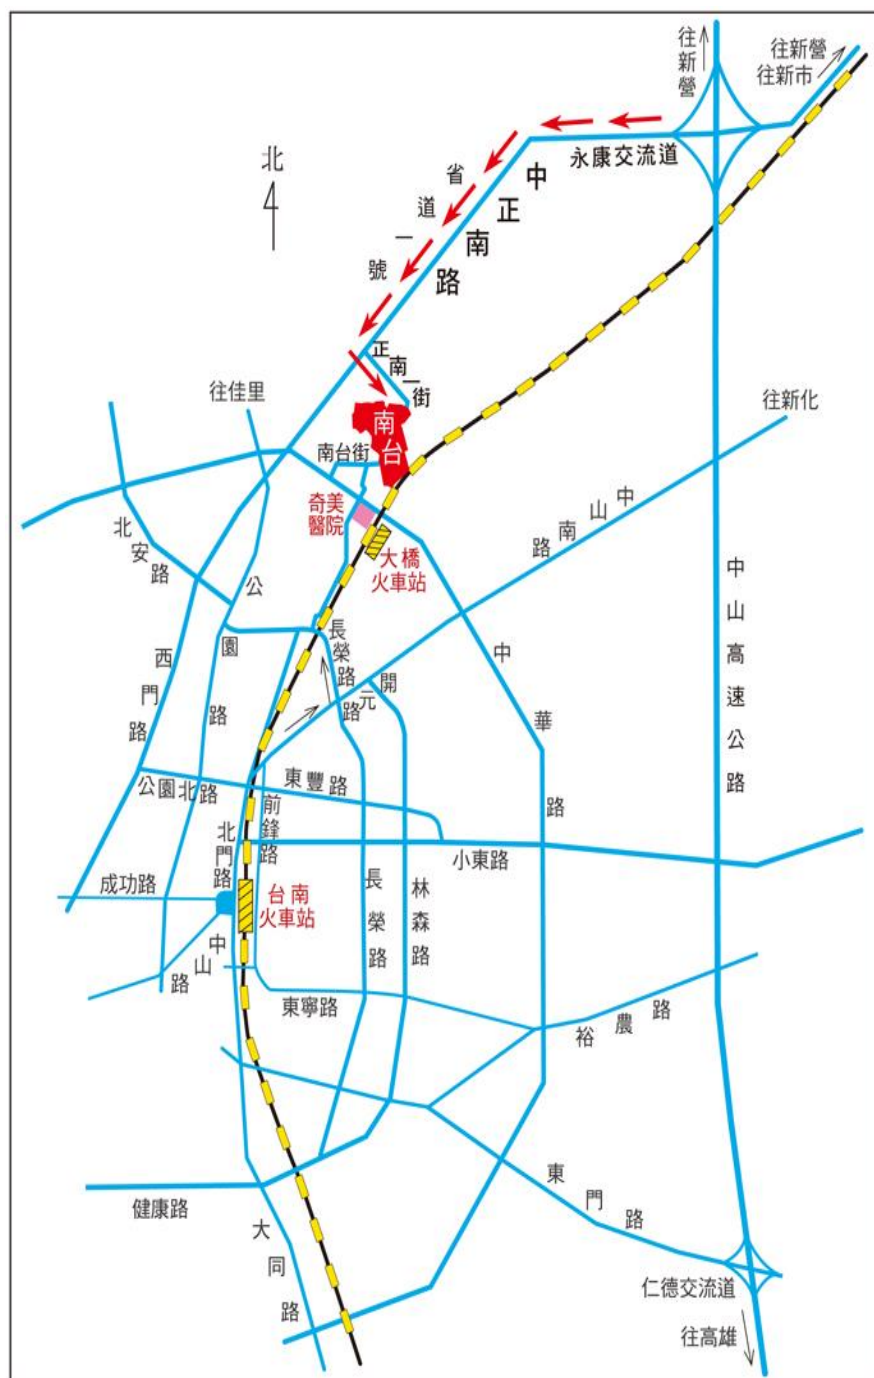 往新營
往新營
往新市
永康交流道
北
省道一號
中正南路
正南一街
往佳里
南台
南台街
往新化
奇美
醫院
大橋
火車站
中山南路
北安路
公園路
長榮路
開元路
中華路
中山高速公路
西門路
公園北路
東豐路
前鋒路
北門路
小東路
成功路
台南
火車站
長榮路
林森路
中山路
東寧路
裕農路
東門路
健康路
大同路
仁德交流道
往高雄